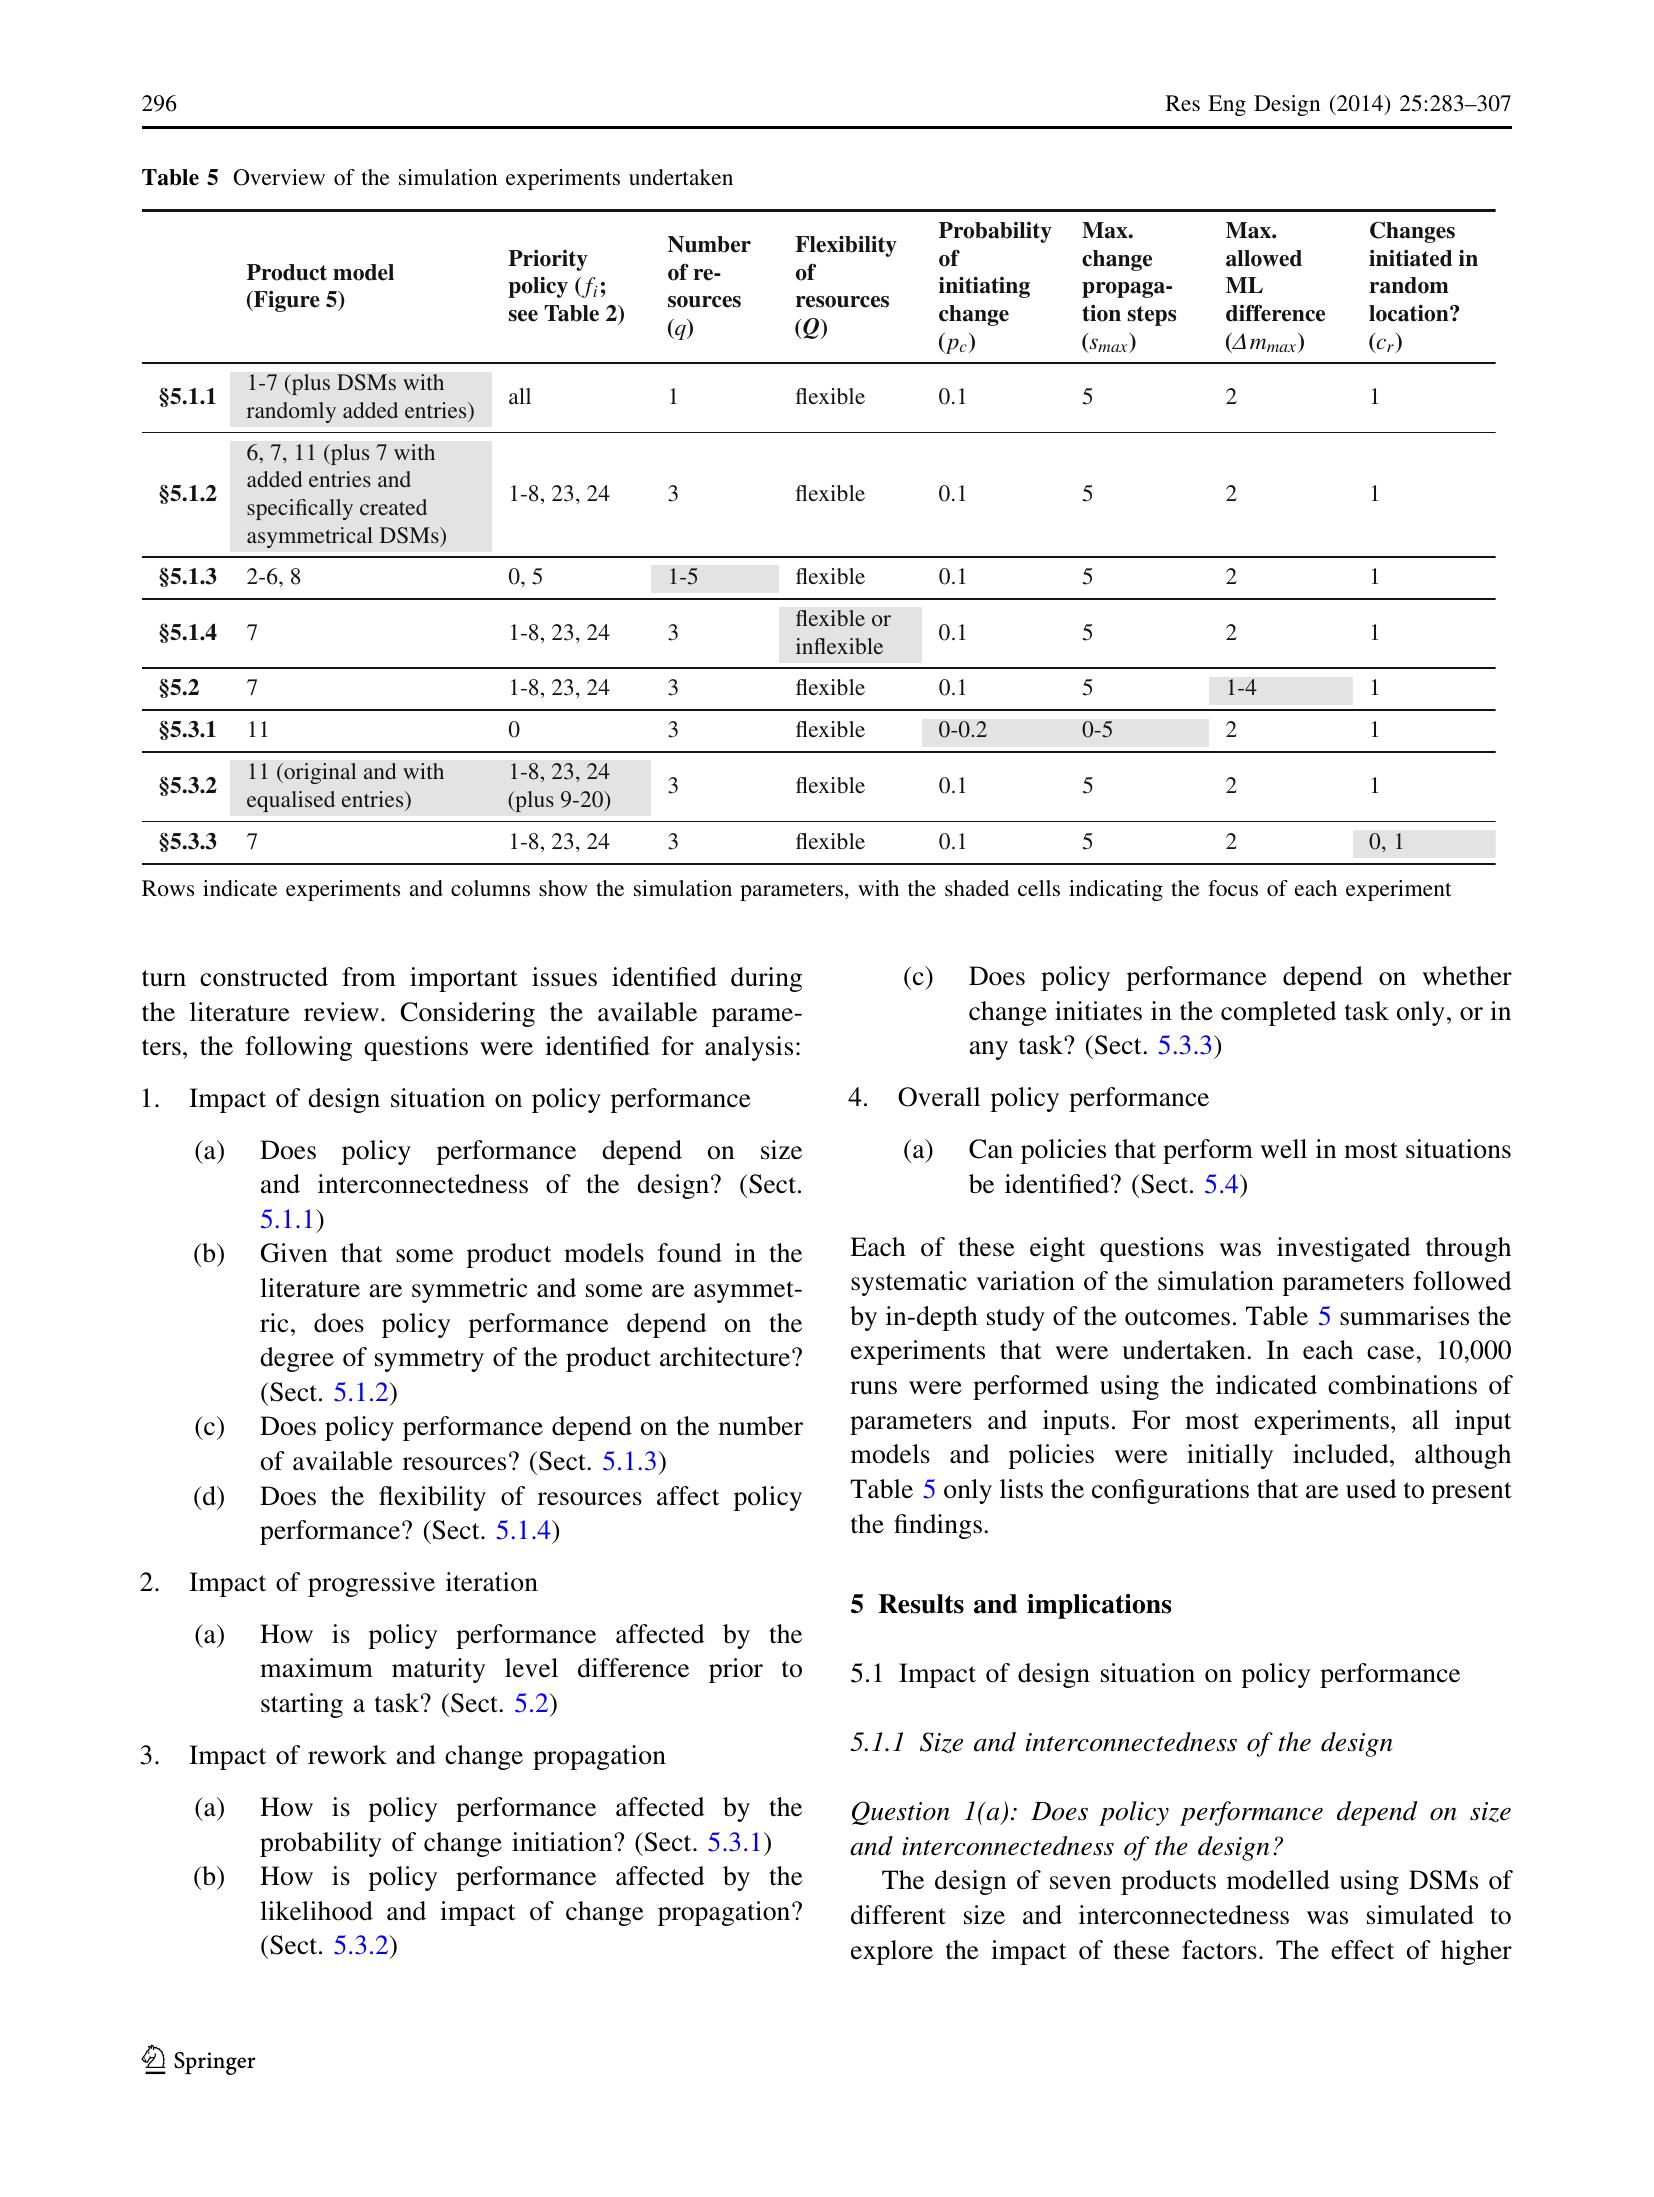 296
Res Eng Design (2014) 25:283–307
Table 5 Overview of the simulation experiments undertaken
Product model
(Figure 5)
Priority
policy (fi;
see Table 2)
Number
of re-
sources
(q)
Flexibility
of
resources
(Q)
Probability
of
initiating
change
(pc)
Max.
change
propaga-
tion steps
(smax)
Max.
allowed
ML
difference
(Δmmax)
Changes
initiated in
random
location?
(cr)
§5.1.1
1-7 (plus DSMs with
randomly added entries)
all
1
flexible
0.1
5
2
1
§5.1.2
6, 7, 11 (plus 7 with
added entries and
specifically created
asymmetrical DSMs)
1-8, 23, 24
3
flexible
0.1
5
2
1
§5.1.3
2-6, 8
0, 5
1-5
flexible
0.1
5
2
1
§5.1.4
7
1-8, 23, 24
3
flexible or
inflexible
0.1
5
2
1
§5.2
7
1-8, 23, 24
3
flexible
0.1
5
1-4
1
§5.3.1
11
0
3
flexible
0-0.2
0-5
2
1
§5.3.2
11 (original and with
equalised entries)
1-8, 23, 24
(plus 9-20)
3
flexible
0.1
5
2
1
§5.3.3
7
1-8, 23, 24
3
flexible
0.1
5
2
0, 1
Rows indicate experiments and columns show the simulation parameters, with the shaded cells indicating the focus of each experiment
turn constructed from important issues identified during
the literature review. Considering the available parame-
ters, the following questions were identified for analysis:
1. Impact of design situation on policy performance
(a) Does policy performance depend on size
and interconnectedness of the design? (Sect.
5.1.1)
(b) Given that some product models found in the
literature are symmetric and some are asymmet-
ric, does policy performance depend on the
degree of symmetry of the product architecture?
(Sect. 5.1.2)
(c) Does policy performance depend on the number
of available resources? (Sect. 5.1.3)
(d) Does the flexibility of resources affect policy
performance? (Sect. 5.1.4)
2. Impact of progressive iteration
(a) How is policy performance affected by the
maximum maturity level difference prior to
starting a task? (Sect. 5.2)
3. Impact of rework and change propagation
(a) How is policy performance affected by the
probability of change initiation? (Sect. 5.3.1)
(b) How is policy performance affected by the
likelihood and impact of change propagation?
(Sect. 5.3.2)
(c) Does policy performance depend on whether
change initiates in the completed task only, or in
any task? (Sect. 5.3.3)
4. Overall policy performance
(a) Can policies that perform well in most situations
be identified? (Sect. 5.4)
Each of these eight questions was investigated through
systematic variation of the simulation parameters followed
by in-depth study of the outcomes. Table 5 summarises the
experiments that were undertaken. In each case, 10,000
runs were performed using the indicated combinations of
parameters and inputs. For most experiments, all input
models and policies were initially included, although
Table 5 only lists the configurations that are used to present
the findings.
5 Results and implications
5.1 Impact of design situation on policy performance
5.1.1 Size and interconnectedness of the design
Question 1(a): Does policy performance depend on size
and interconnectedness of the design?
The design of seven products modelled using DSMs of
different size and interconnectedness was simulated to
explore the impact of these factors. The effect of higher
Springer